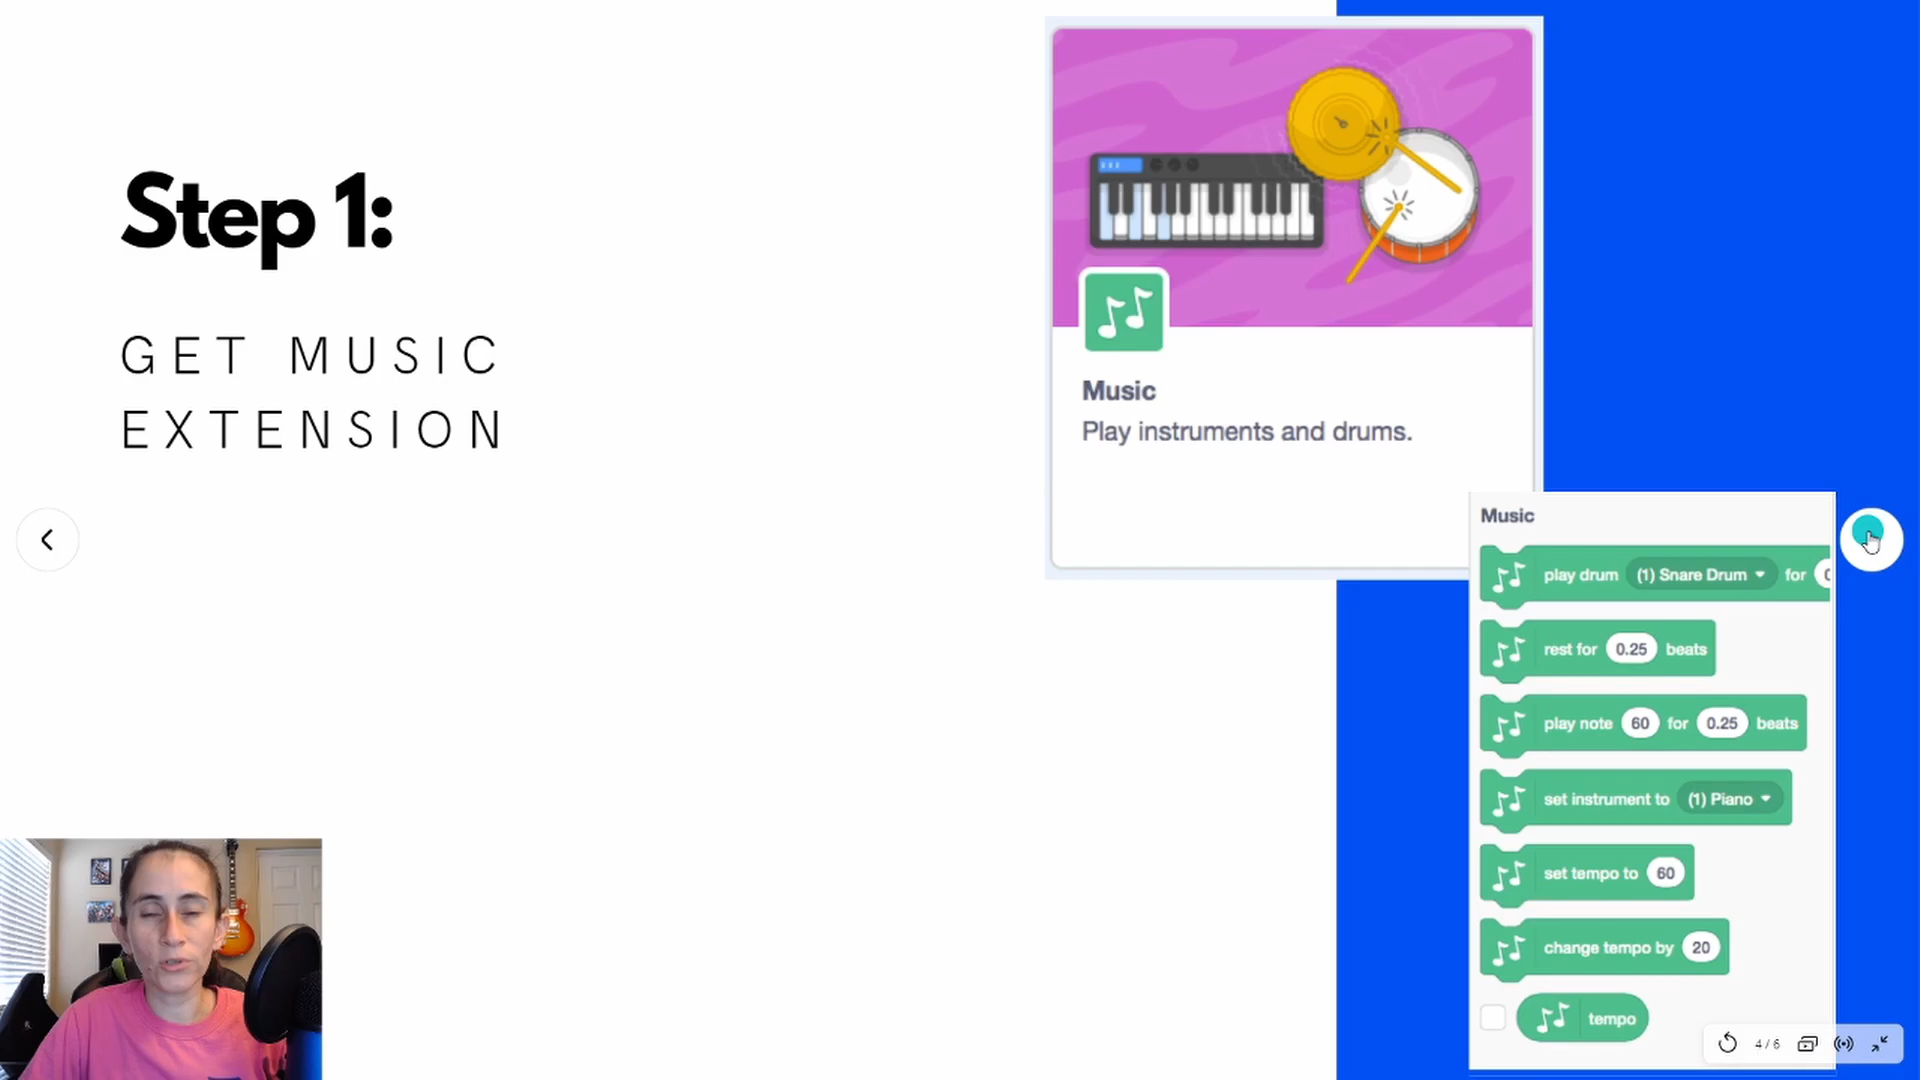 Step 1:
GET MUSIC
EXTENSION
Music
Play instruments and drums.
Music
play drum (1) Snare Drum for
rest for 0.25 beats
play note 60 for 0.25 beats
set instrument to (1) Piano
set tempo to 60
change tempo by 20
tempo
4 / 6